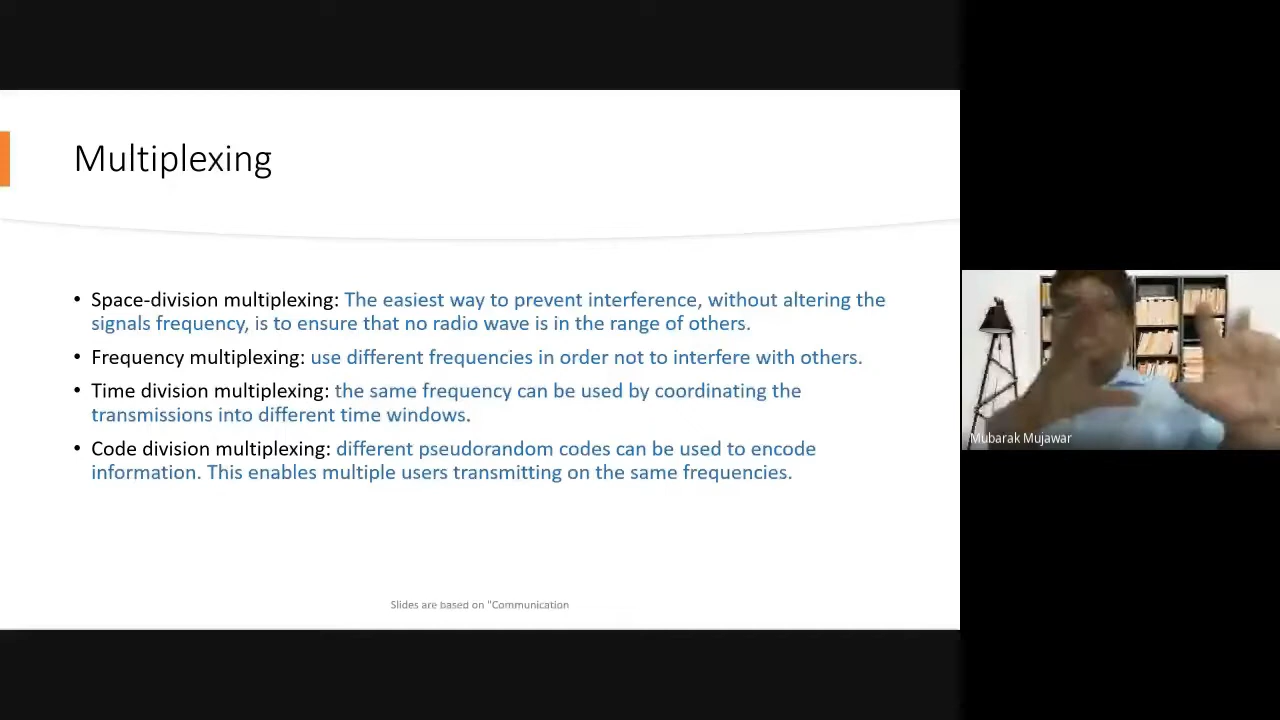 Multiplexing
• Space-division multiplexing: The easiest way to prevent interference, without altering the
signals frequency, is to ensure that no radio wave is in the range of others.
• Frequency multiplexing: use different frequencies in order not to interfere with others.
• Time division multiplexing: the same frequency can be used by coordinating the
transmissions into different time windows.
• Code division multiplexing: different pseudorandom codes can be used to encode
information. This enables multiple users transmitting on the same frequencies.
Slides are based on "Communication
Mubarak Mujawar